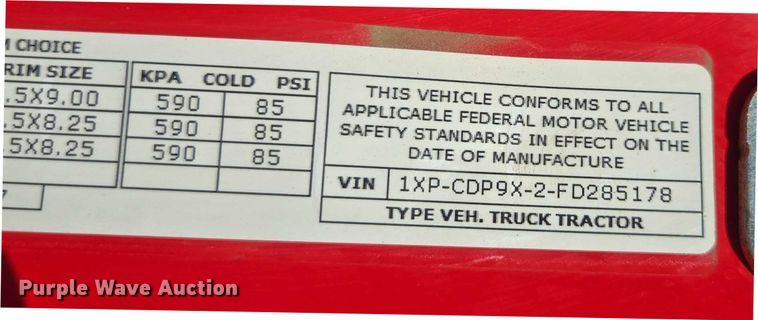 M CHOICE
RIM SIZE KPA COLD PSI
.5X9.00 590 85
.5X8.25 590 85
.5X8.25 590 85
7
THIS VEHICLE CONFORMS TO ALL
APPLICABLE FEDERAL MOTOR VEHICLE
SAFETY STANDARDS IN EFFECT ON THE
DATE OF MANUFACTURE
VIN 1XP-CDP9X-2-FD285178
TYPE VEH. TRUCK TRACTOR
Purple Wave Auction